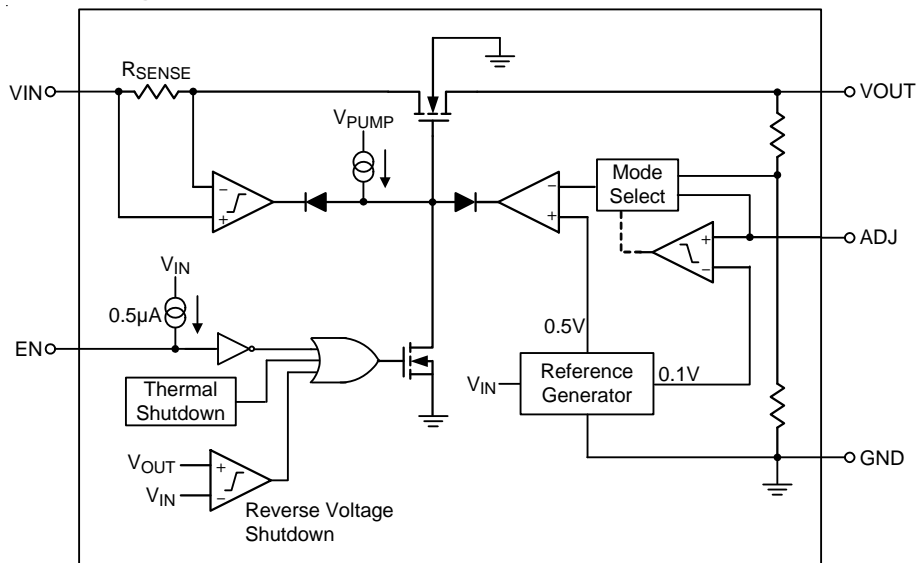 RSENSE
VIN
VOUT
VPUMP
Mode
Select
−
+
−
+
+
−
ADJ
VIN
0.5µA
EN
0.5V
Thermal
Shutdown
VIN
Reference
Generator
0.1V
VOUT
+
VIN
−
GND
Reverse Voltage
Shutdown